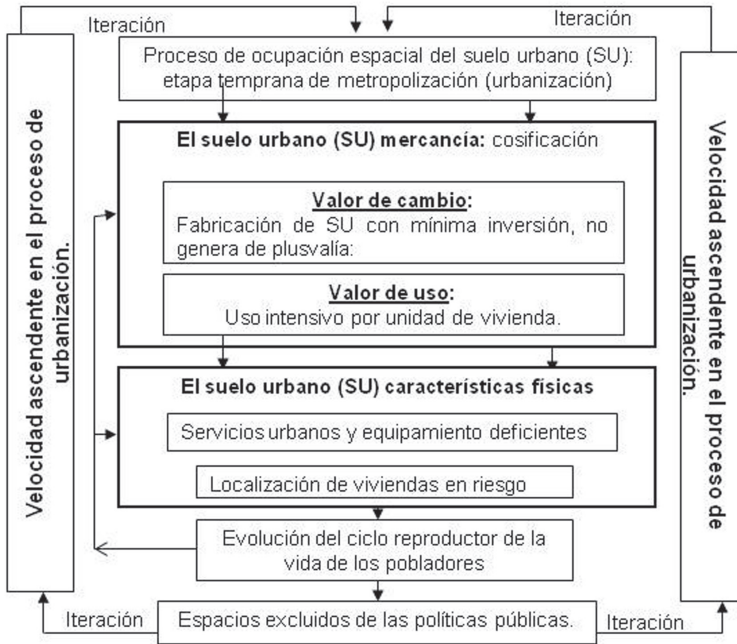 Iteración
Iteración
Proceso de ocupación espacial del suelo urbano (SU):
etapa temprana de metropolización (urbanización)
Velocidad ascendente en el proceso de
urbanización.
El suelo urbano (SU) mercancía: cosificación
Valor de cambio:
Fabricación de SU con mínima inversión, no
genera de plusvalía:
Valor de uso:
Uso intensivo por unidad de vivienda.
El suelo urbano (SU) características físicas
Servicios urbanos y equipamiento deficientes
Localización de viviendas en riesgo
Evolución del ciclo reproductor de la
vida de los pobladores
Espacios excluidos de las políticas públicas.
Iteración
Iteración
Velocidad ascendente en el proceso de
urbanización.